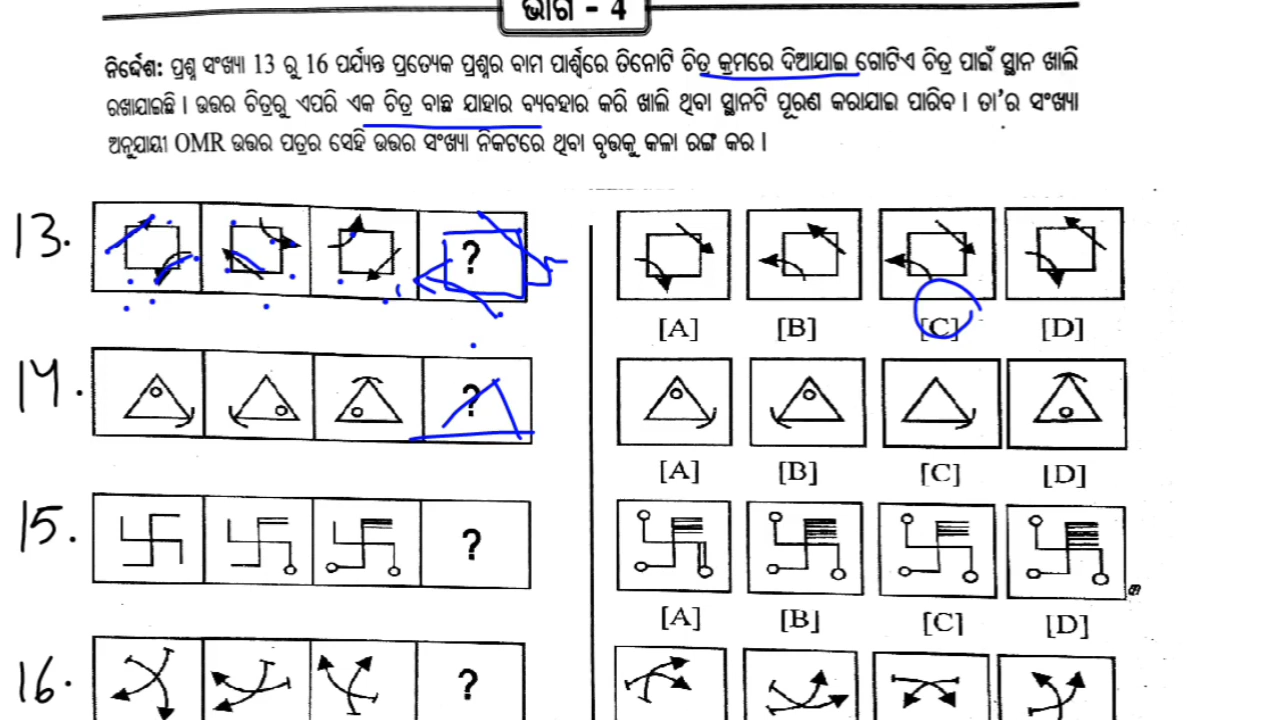 ଭାଗ - 4
ନିର୍ଦ୍ଦେଶ: ପ୍ରଶ୍ନ ସଂଖ୍ୟା 13 ରୁ 16 ପର୍ଯ୍ୟନ୍ତ ପ୍ରତ୍ୟେକ ପ୍ରଶ୍ନର ବାମ ପାର୍ଶ୍ୱରେ ତିନୋଟି ଚିତ୍ର କ୍ରମରେ ଦିଆଯାଇ ଗୋଟିଏ ଚିତ୍ର ପାଇଁ ସ୍ଥାନ ଖାଲି
ରଖାଯାଇଛି । ଉତ୍ତର ଚିତ୍ରରୁ ଏପରି ଏକ ଚିତ୍ର ବାଛ ଯାହାର ବ୍ୟବହାର କରି ଖାଲି ଥିବା ସ୍ଥାନଟି ପୂରଣ କରାଯାଇ ପାରିବ । ତା'ର ସଂଖ୍ୟା
ଅନୁଯାୟୀ OMR ଉତ୍ତର ପତ୍ରର ସେହି ଉତ୍ତର ସଂଖ୍ୟା ନିକଟରେ ଥିବା ବୃତ୍ତକୁ କଳା ରଙ୍ଗ କର ।
13. ?
[A] [B] [C] [D]
14. ?
[A] [B] [C] [D]
15. ?
[A] [B] [C] [D]
16. ?